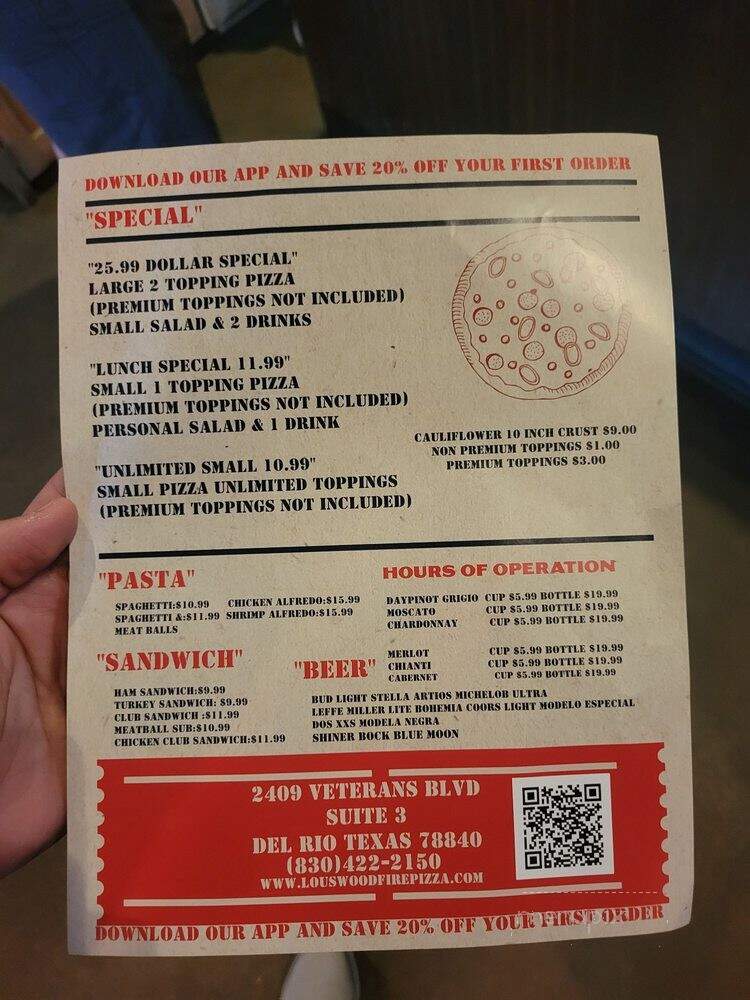 DOWNLOAD OUR APP AND SAVE 20% OFF YOUR FIRST ORDER
"SPECIAL"
"25.99 DOLLAR SPECIAL"
LARGE 2 TOPPING PIZZA
(PREMIUM TOPPINGS NOT INCLUDED)
SMALL SALAD & 2 DRINKS
"LUNCH SPECIAL 11.99"
SMALL 1 TOPPING PIZZA
(PREMIUM TOPPINGS NOT INCLUDED)
PERSONAL SALAD & 1 DRINK
"UNLIMITED SMALL 10.99"
SMALL PIZZA UNLIMITED TOPPINGS
(PREMIUM TOPPINGS NOT INCLUDED)
CAULIFLOWER 10 INCH CRUST $9.00
NON PREMIUM TOPPINGS $1.00
PREMIUM TOPPINGS $3.00
"PASTA"
SPAGHETTI:$10.99 CHICKEN ALFREDO:$15.99
SPAGHETTI &:$11.99 SHRIMP ALFREDO:$15.99
MEAT BALLS
HOURS OF OPERATION
DAYPINOT GRIGIO CUP $5.99 BOTTLE $19.99
MOSCATO CUP $5.99 BOTTLE $19.99
CHARDONNAY CUP $5.99 BOTTLE $19.99
MERLOT CUP $5.99 BOTTLE $19.99
CHIANTI CUP $5.99 BOTTLE $19.99
CABERNET CUP $5.99 BOTTLE $19.99
"SANDWICH"
HAM SANDWICH:$9.99
TURKEY SANDWICH: $9.99
CLUB SANDWICH :$11.99
MEATBALL SUB:$10.99
CHICKEN CLUB SANDWICH:$11.99
"BEER"
BUD LIGHT STELLA ARTIOS MICHELOB ULTRA
LEFFE MILLER LITE BOHEMIA COORS LIGHT MODELO ESPECIAL
DOS XXS MODELA NEGRA
SHINER BOCK BLUE MOON
2409 VETERANS BLVD
SUITE 3
DEL RIO TEXAS 78840
(830)422-2150
WWW.LOUSWOODFIREPIZZA.COM
DOWNLOAD OUR APP AND SAVE 20% OFF YOUR FIRST ORDER